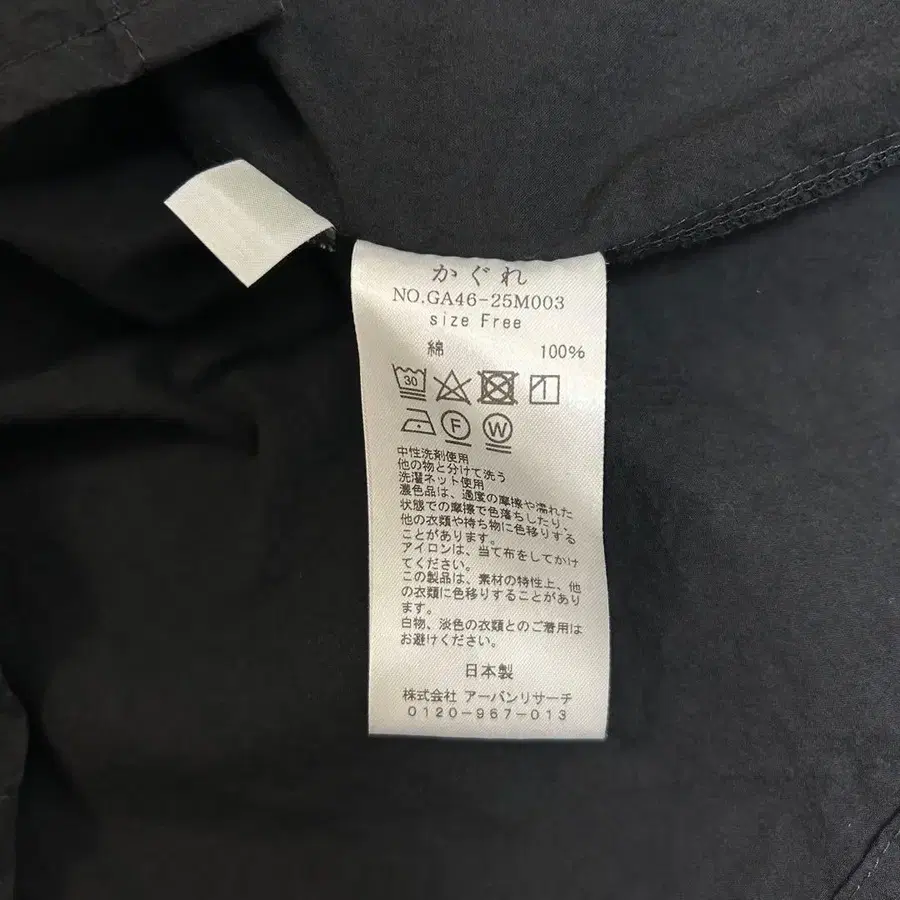 かぐれ
NO.GA46-25M003
size Free
綿 100%
30
F W
中性洗剤使用
他の物と分けて洗う
洗濯ネット使用
濃色品は、過度の摩擦や濡れた
状態での摩擦で色落ちしたり、
他の衣類や持ち物に色移りする
ことがあります。
アイロンは、当て布をしてかけ
てください。
この製品は、素材の特性上、他
の衣類に色移りすることがあり
ます。
白物、淡色の衣類とのご着用は
お避けください。
日本製
株式会社 アーバンリサーチ
0120-967-013